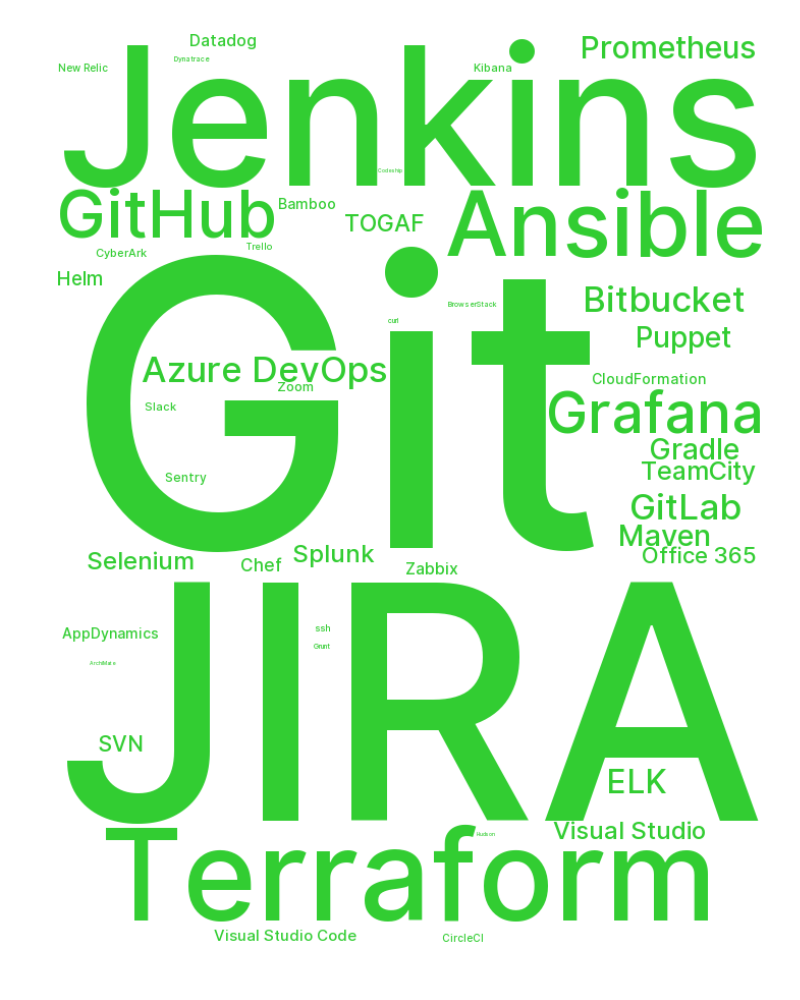 Datadog
Prometheus
Dynatrace
New Relic
Kibana
Jenkins
Codeship
GitHub
Bamboo
TOGAF
Ansible
Trello
CyberArk
Helm
Git
BrowserStack
Bitbucket
curl
Puppet
Azure DevOps
Zoom
CloudFormation
Slack
Grafana
Gradle
TeamCity
Sentry
GitLab
Maven
Office 365
Selenium
Chef
Splunk
Zabbix
JIRA
ssh
AppDynamics
Grunt
ArchiMate
SVN
ELK
Visual Studio
Hudson
Terraform
Visual Studio Code
CircleCI